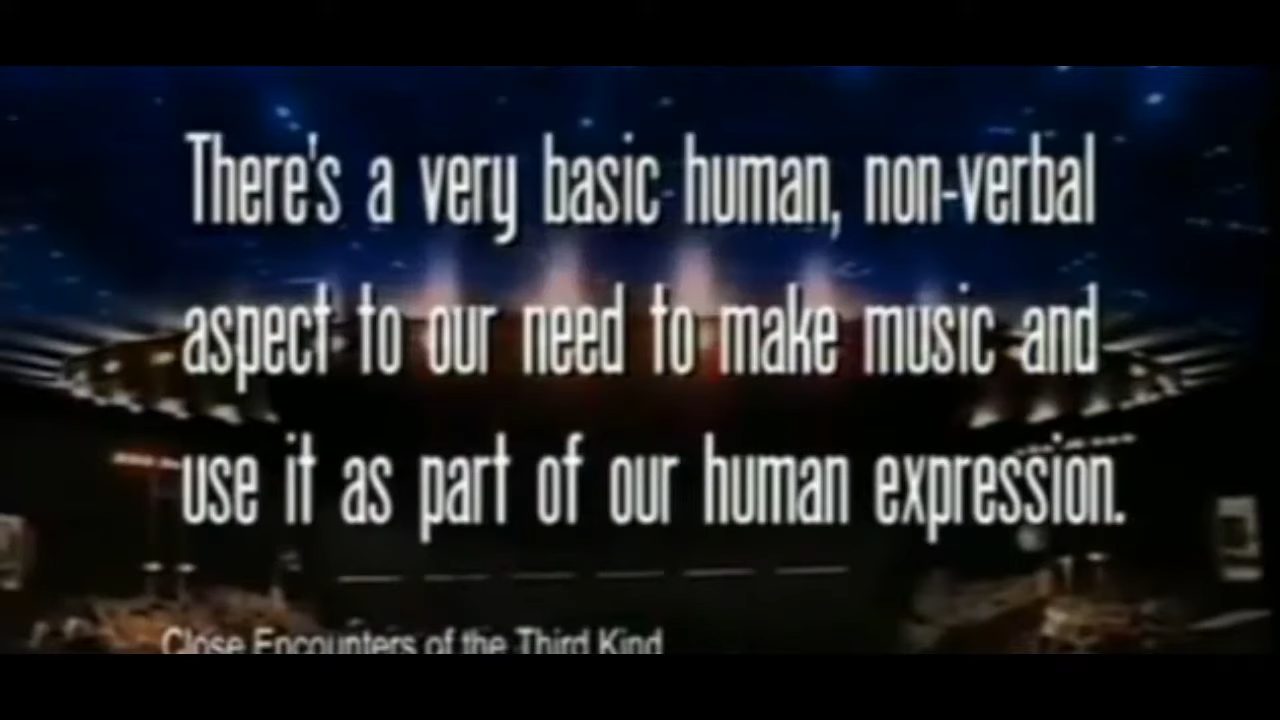 There's a very basic human, non-verbal
aspect to our need to make music and
use it as part of our human expression.
Close Encounters of the Third Kind